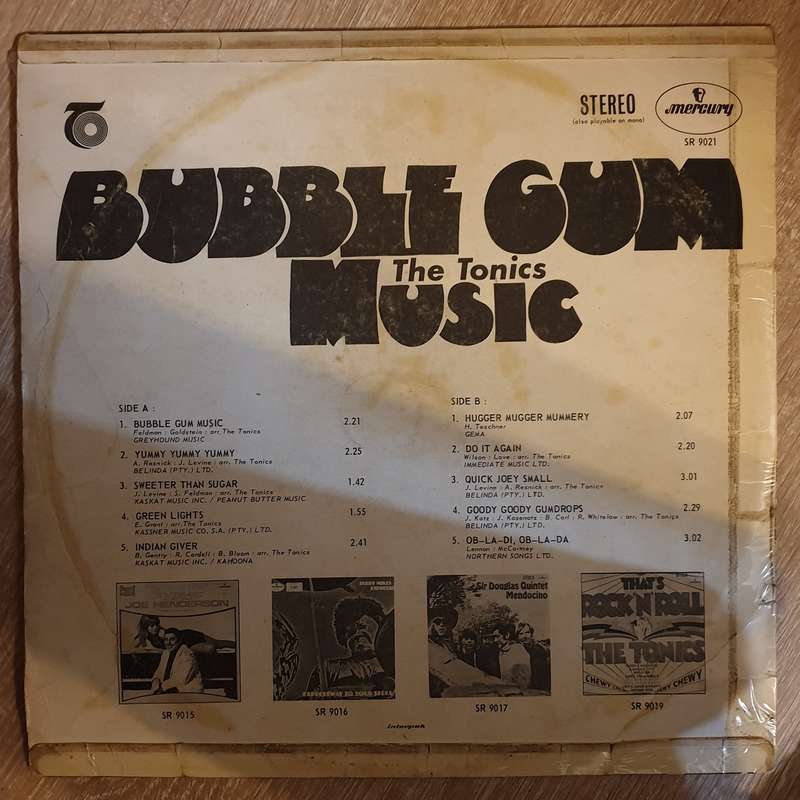 STEREO
(also playable on mono)
mercury
SR 9021
BUBBLE GUM
The Tonics
MUSIC
SIDE A :
1. BUBBLE GUM MUSIC 2.21
Feldman : Goldstein : arr. The Tonics
GREYHOUND MUSIC
2. YUMMY YUMMY YUMMY 2.25
A. Resnick : J. Levine : arr. The Tonics
BELINDA (PTY.) LTD.
3. SWEETER THAN SUGAR 1.42
J. Levine : S. Feldman : arr. The Tonics
KASKAT MUSIC INC. / PEANUT BUTTER MUSIC
4. GREEN LIGHTS 1.55
E. Grant : arr. The Tonics
KASSNER MUSIC CO. S.A. (PTY.) LTD.
5. INDIAN GIVER 2.41
B. Gentry : R. Cordell : B. Bloom : arr. The Tonics
KASKAT MUSIC INC. / KAHOONA
SIDE B :
1. HUGGER MUGGER MUMMERY 2.07
H. Teschner
GEMA
2. DO IT AGAIN 2.20
Wilson : Love : arr. The Tonics
IMMEDIATE MUSIC LTD.
3. QUICK JOEY SMALL 3.01
J. Levine : A. Resnick : arr. The Tonics
BELINDA (PTY.) LTD.
4. GOODY GOODY GUMDROPS 2.29
J. Katz : J. Kasenatz : B. Carl : R. Whitelaw : arr. The Tonics
BELINDA (PTY.) LTD.
5. OB-LA-DI, OB-LA-DA 3.02
Lennon : McCartney
NORTHERN SONGS LTD.
JOE HENDERSON
SR 9015
SR 9016
Sir Douglas Quintet
Mendocino
SR 9017
THAT'S
ROCK 'N' ROLL
THE TONICS
CHEWY CHEWY
SR 9019
Interpak